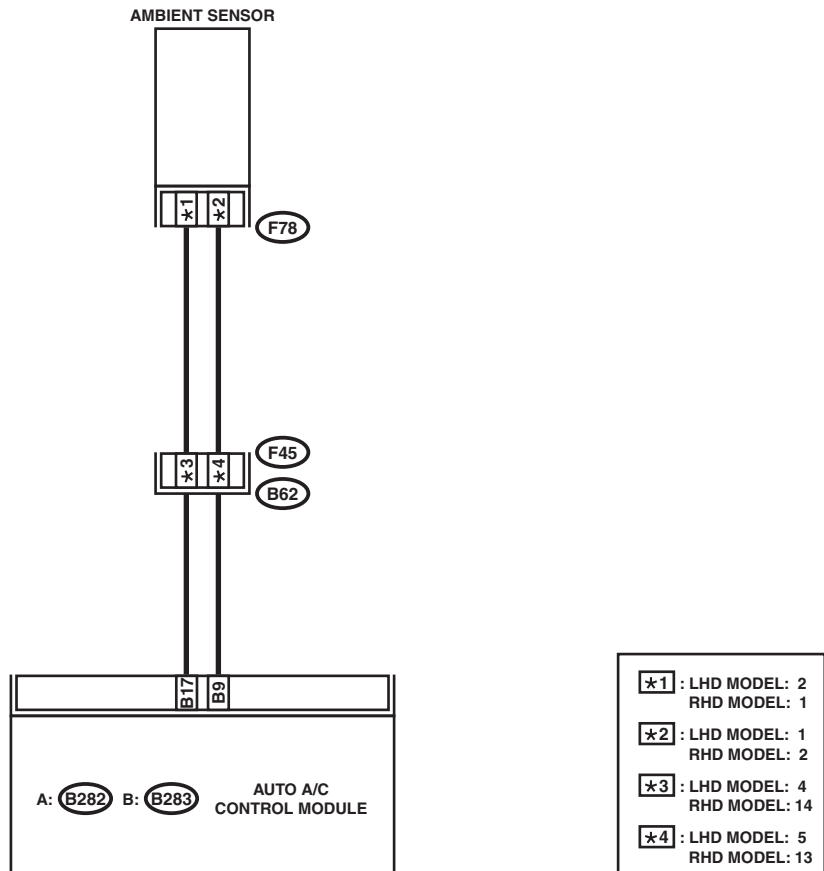 AMBIENT SENSOR
*1 *2
F78
F45
*3 *4
B62
B17 B9
A: B282 B: B283 AUTO A/C
CONTROL MODULE
*1 : LHD MODEL: 2
RHD MODEL: 1
*2 : LHD MODEL: 1
RHD MODEL: 2
*3 : LHD MODEL: 4
RHD MODEL: 14
*4 : LHD MODEL: 5
RHD MODEL: 13